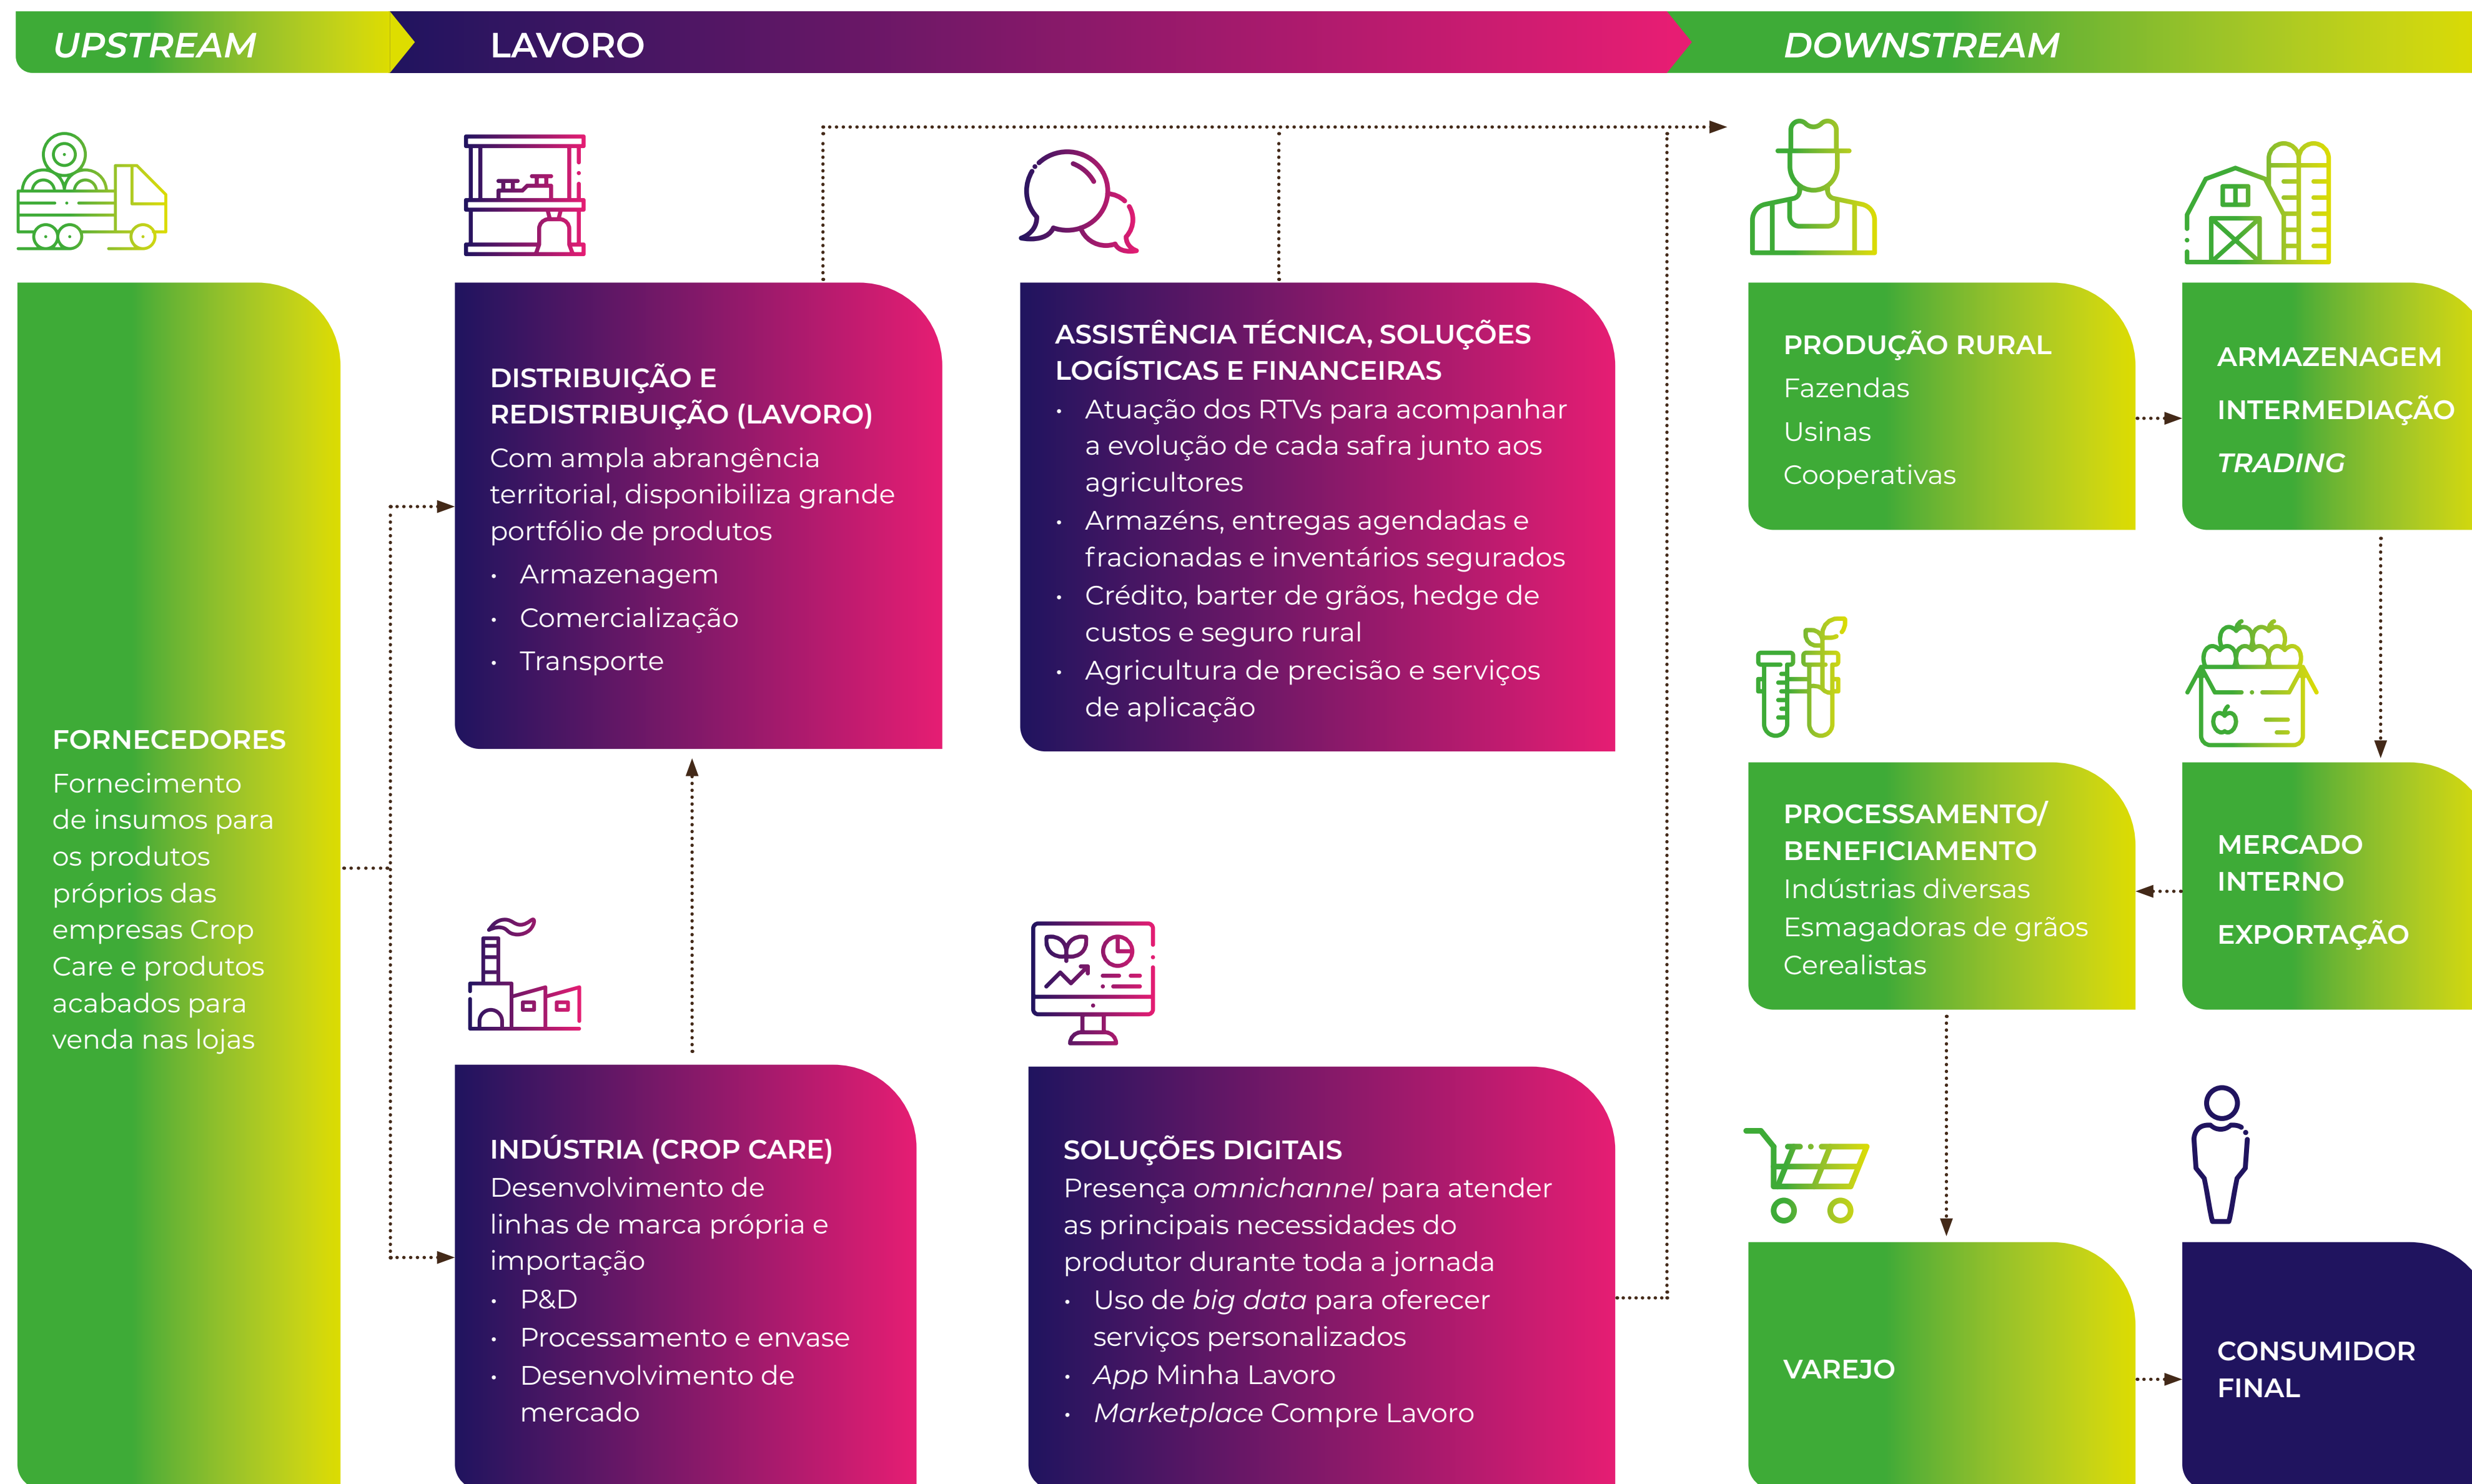 UPSTREAM
LAVORO
DOWNSTREAM
FORNECEDORES
Fornecimento
de insumos para
os produtos
próprios das
empresas Crop
Care e produtos
acabados para
venda nas lojas
DISTRIBUIÇÃO E
REDISTRIBUIÇÃO (LAVORO)
Com ampla abrangência
territorial, disponibiliza grande
portfólio de produtos
• Armazenagem
• Comercialização
• Transporte
INDÚSTRIA (CROP CARE)
Desenvolvimento de
linhas de marca própria e
importação
• P&D
• Processamento e envase
• Desenvolvimento de
mercado
ASSISTÊNCIA TÉCNICA, SOLUÇÕES
LOGÍSTICAS E FINANCEIRAS
• Atuação dos RTVs para acompanhar
a evolução de cada safra junto aos
agricultores
• Armazéns, entregas agendadas e
fracionadas e inventários segurados
• Crédito, barter de grãos, hedge de
custos e seguro rural
• Agricultura de precisão e serviços
de aplicação
SOLUÇÕES DIGITAIS
Presença omnichannel para atender
as principais necessidades do
produtor durante toda a jornada
• Uso de big data para oferecer
serviços personalizados
• App Minha Lavoro
• Marketplace Compre Lavoro
PRODUÇÃO RURAL
Fazendas
Usinas
Cooperativas
ARMAZENAGEM
INTERMEDIAÇÃO
TRADING
PROCESSAMENTO/
BENEFICIAMENTO
Indústrias diversas
Esmagadoras de grãos
Cerealistas
MERCADO
INTERNO
EXPORTAÇÃO
VAREJO
CONSUMIDOR
FINAL